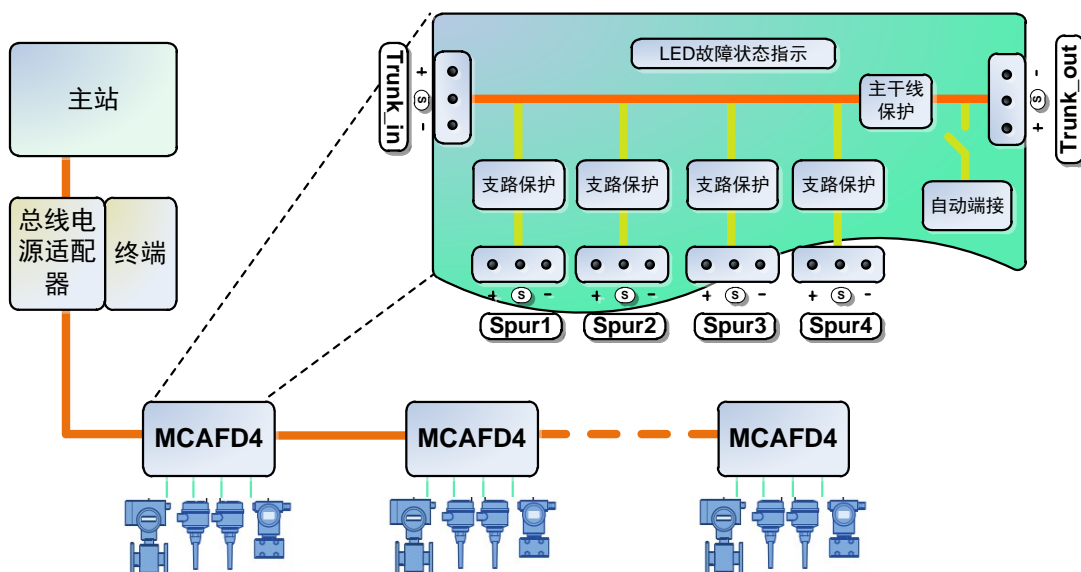 主站
总线电
源适配
器
终端
Trunk_in
+
S
-
LED故障状态指示
主干线
保护
-
S
+
Trunk_out
支路保护
支路保护
支路保护
支路保护
自动端接
+ S -
+ S -
+ S -
+ S -
Spur1
Spur2
Spur3
Spur4
MCAFD4
MCAFD4
MCAFD4